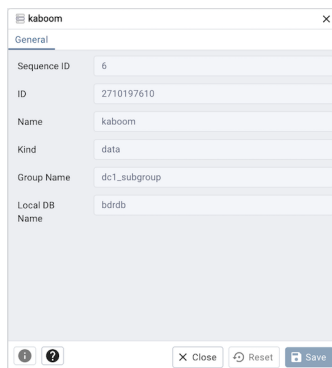 kaboom
General
Sequence ID 6
ID 2710197610
Name kaboom
Kind data
Group Name dc1_subgroup
Local DB bdrdb
Name
Close Reset Save